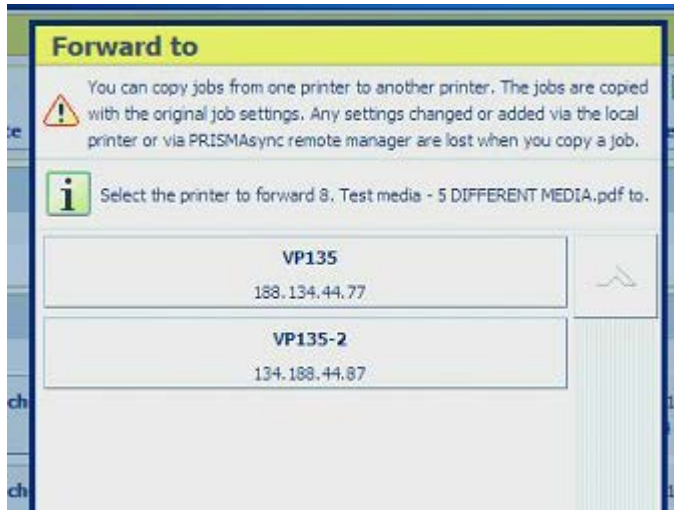 Forward to
You can copy jobs from one printer to another printer. The jobs are copied
with the original job settings. Any settings changed or added via the local
printer or via PRISMAsync remote manager are lost when you copy a job.
Select the printer to forward 8. Test media - 5 DIFFERENT MEDIA.pdf to.
VP135
188.134.44.77
VP135-2
134.188.44.87